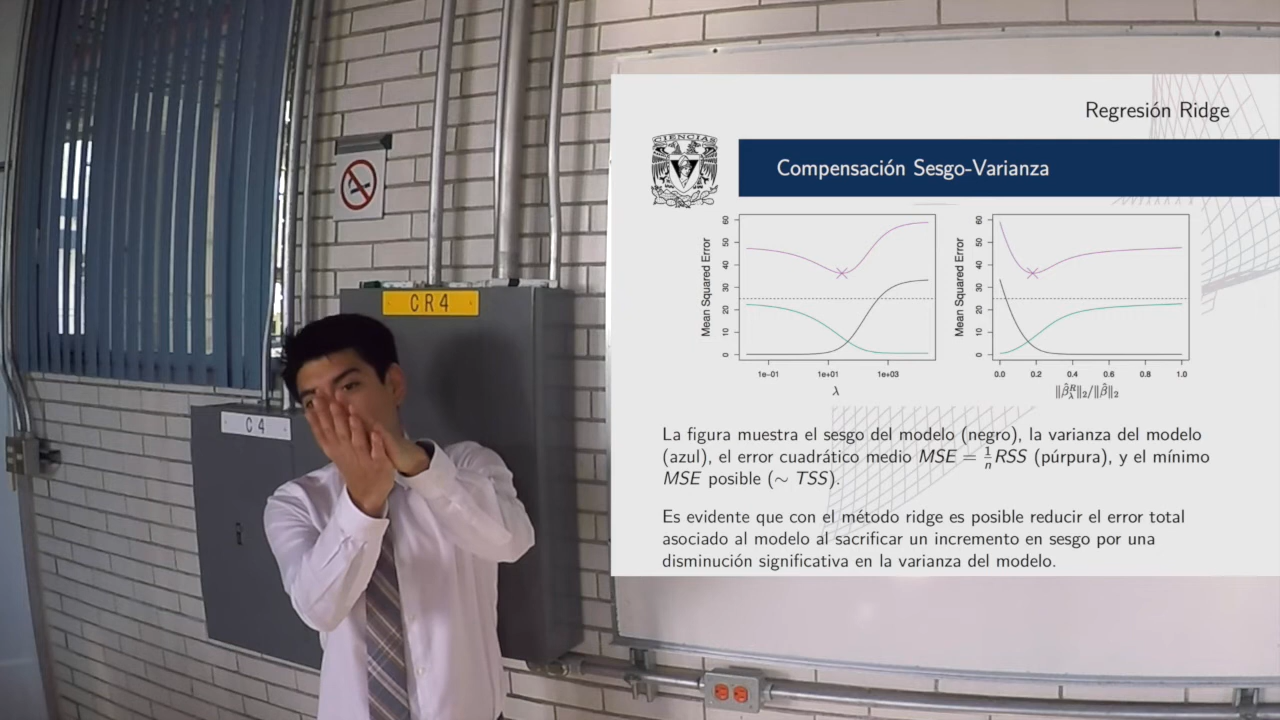 CR4
C4
Regresión Ridge
CIENCIAS
Compensación Sesgo-Varianza
Mean Squared Error
0 10 20 30 40 50 60
1e−01 1e+01 1e+03
λ
Mean Squared Error
0 10 20 30 40 50 60
0.0 0.2 0.4 0.6 0.8 1.0
‖β̂λᴿ‖₂/‖β̂‖₂
La figura muestra el sesgo del modelo (negro), la varianza del modelo
(azul), el error cuadrático medio MSE = 1/n RSS (púrpura), y el mínimo
MSE posible (∼ TSS).
Es evidente que con el método ridge es posible reducir el error total
asociado al modelo al sacrificar un incremento en sesgo por una
disminución significativa en la varianza del modelo.